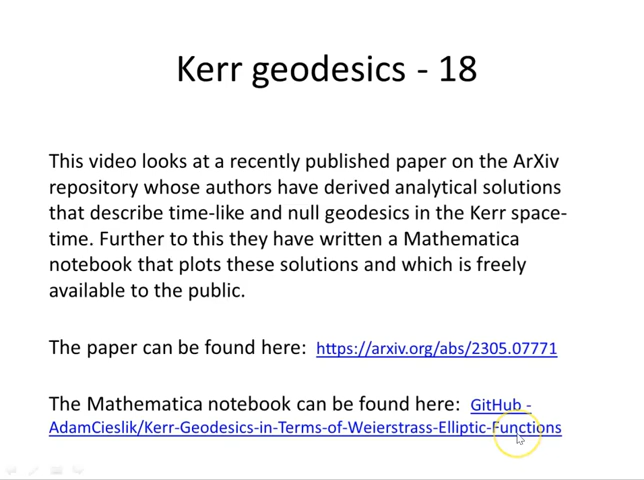 Kerr geodesics - 18
This video looks at a recently published paper on the ArXiv
repository whose authors have derived analytical solutions
that describe time-like and null geodesics in the Kerr space-
time. Further to this they have written a Mathematica
notebook that plots these solutions and which is freely
available to the public.
The paper can be found here: https://arxiv.org/abs/2305.07771
The Mathematica notebook can be found here: GitHub -
AdamCieslik/Kerr-Geodesics-in-Terms-of-Weierstrass-Elliptic-Functions